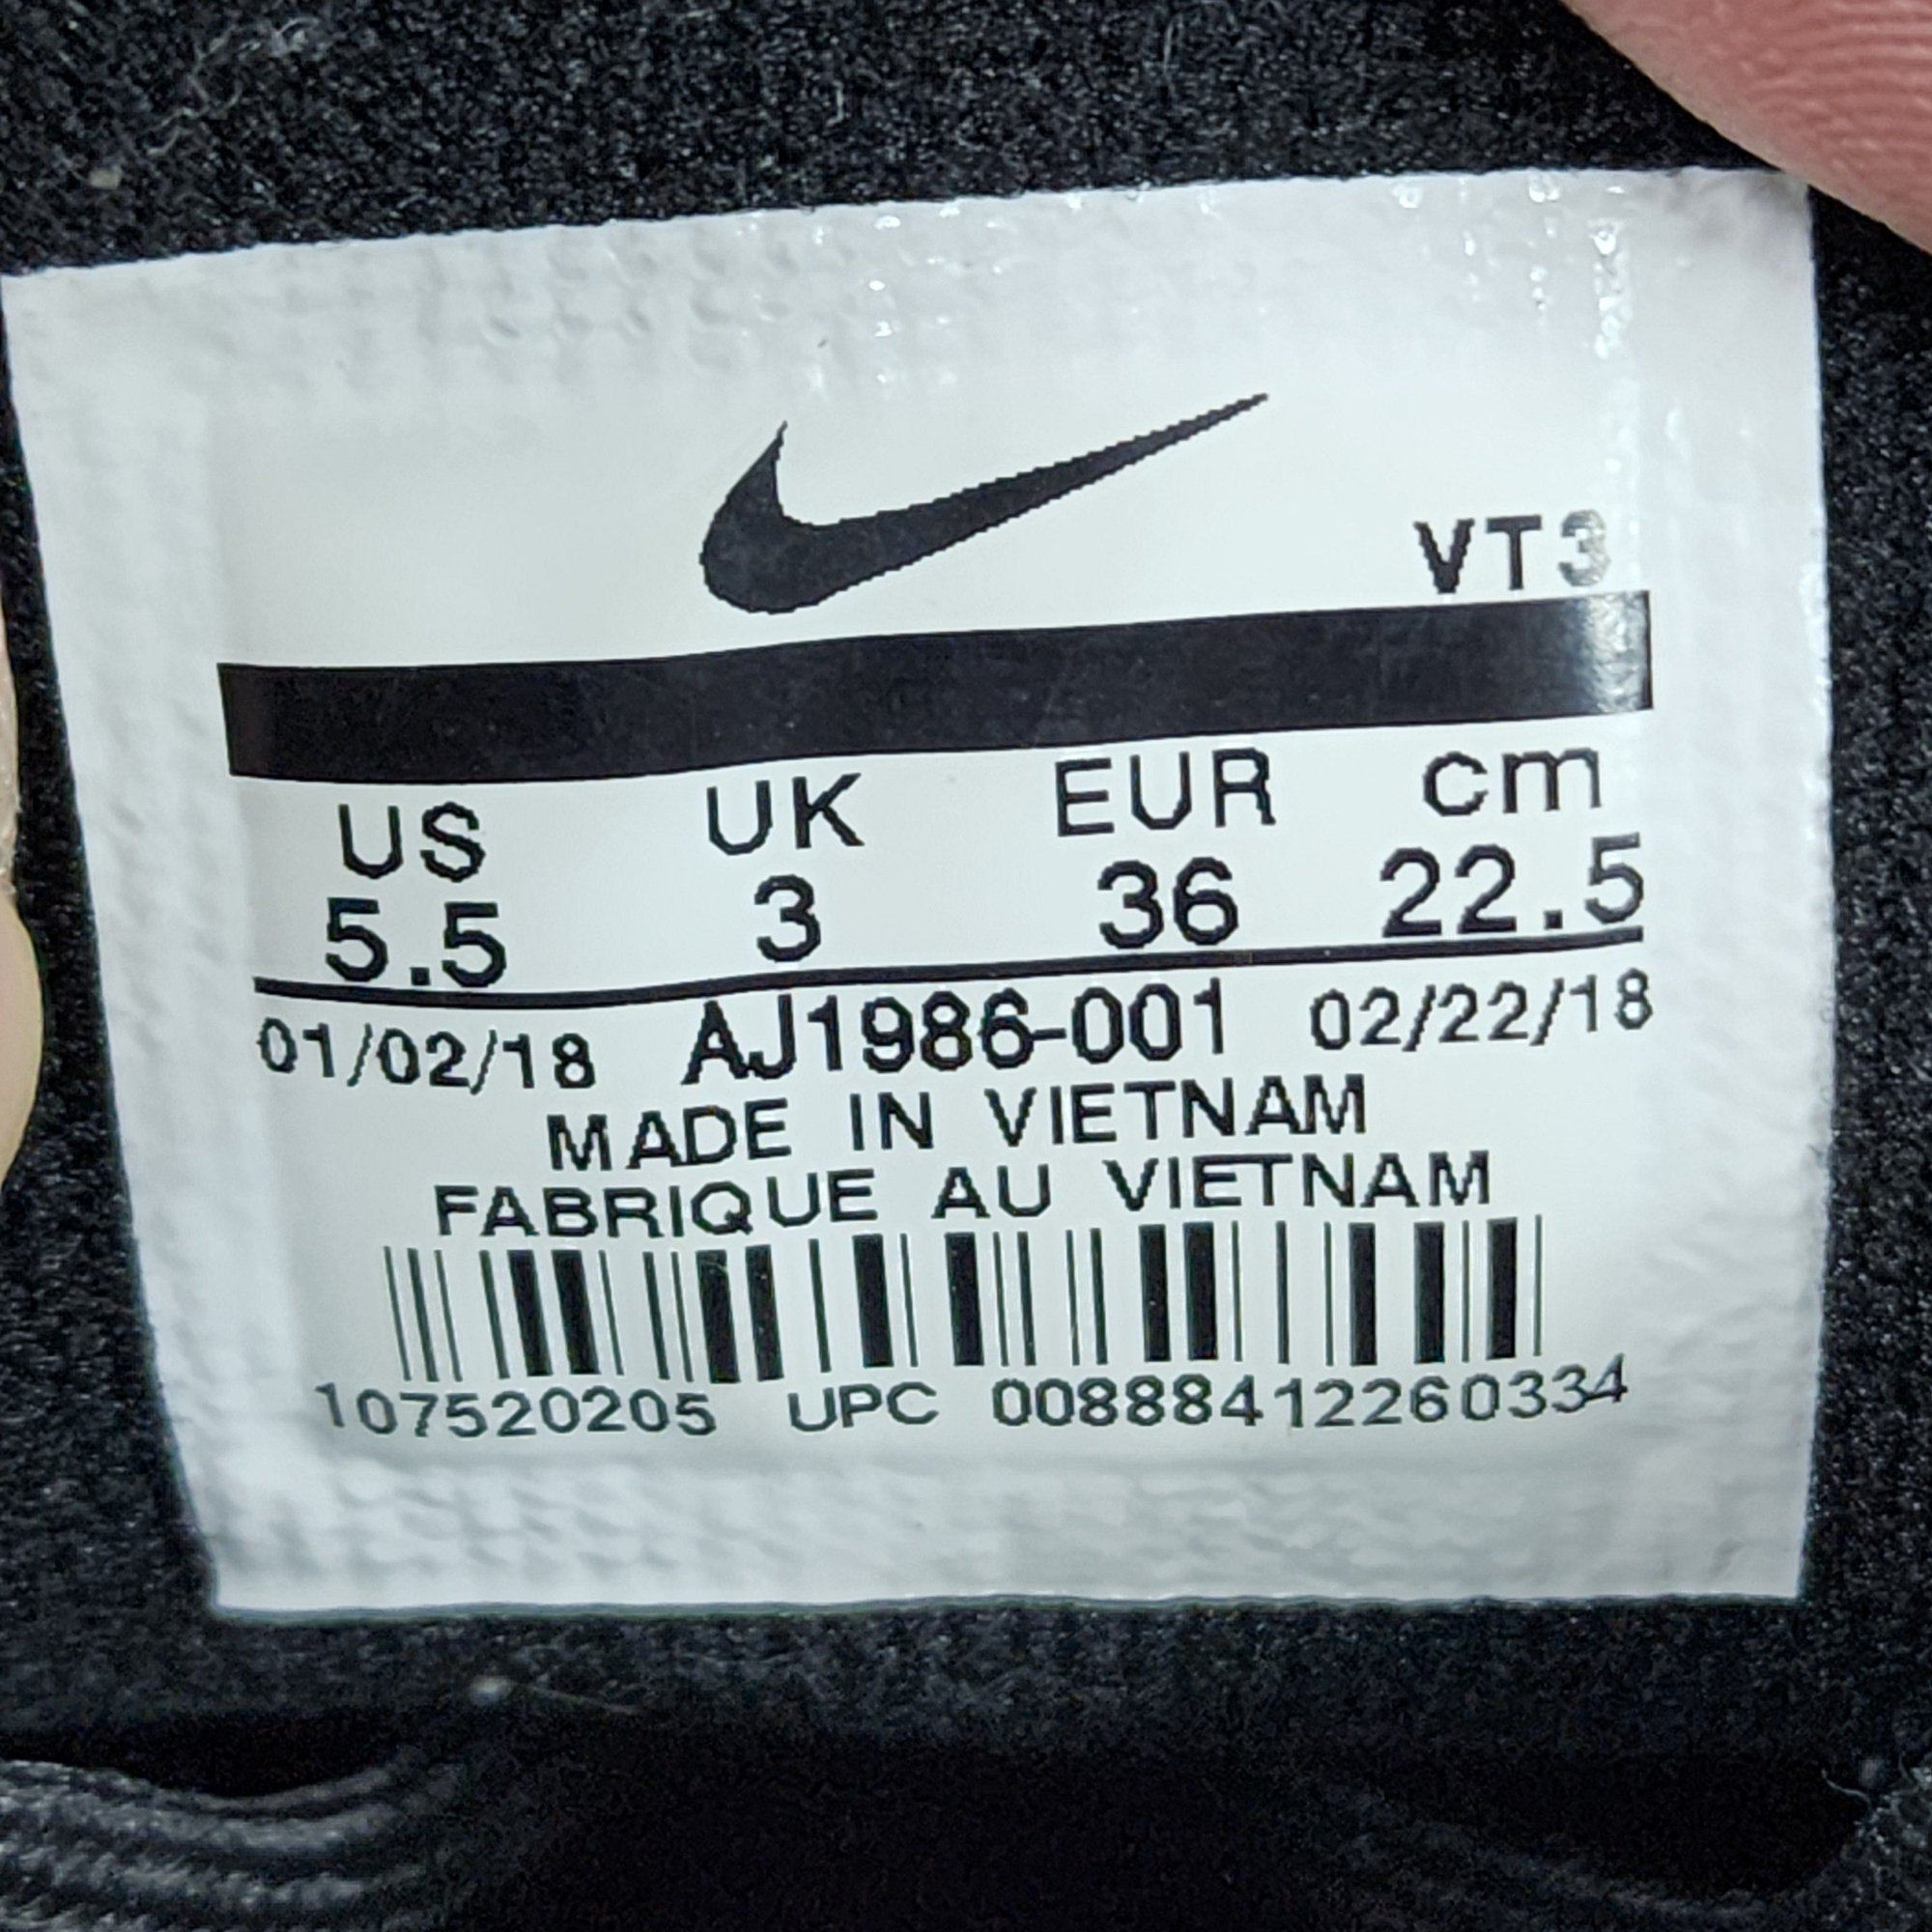 VT3
US UK EUR cm
5.5 3 36 22.5
01/02/18 AJ1986-001 02/22/18
MADE IN VIETNAM
FABRIQUE AU VIETNAM
107520205 UPC 00888412260334